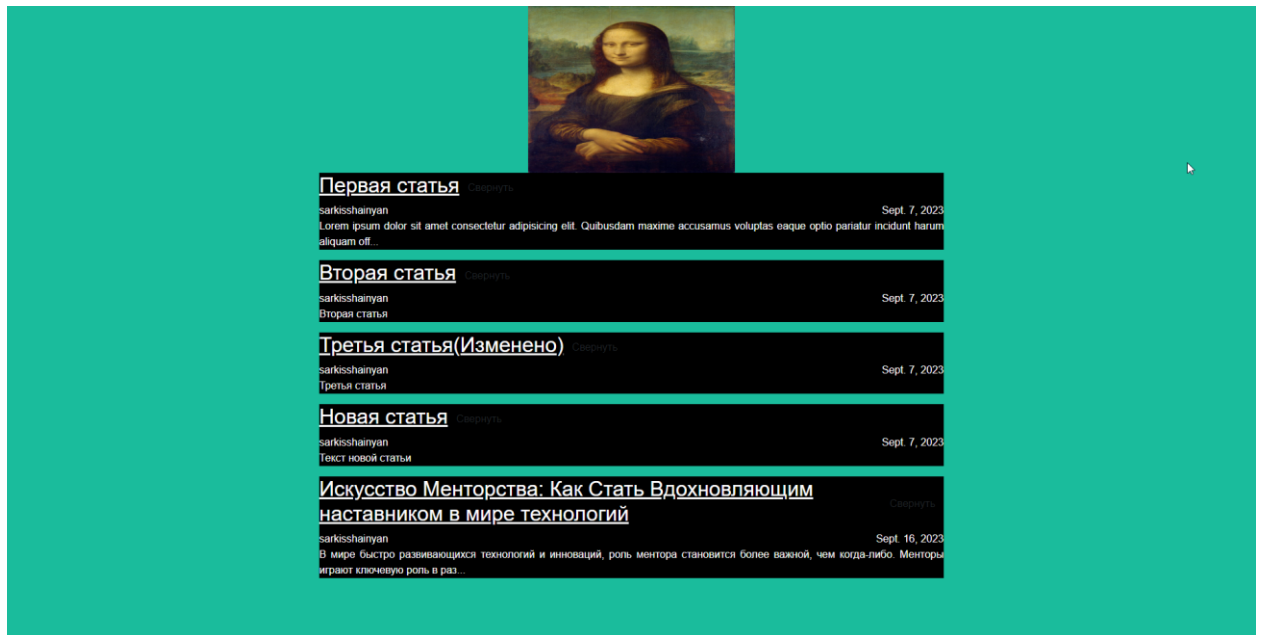 Первая статья Свернуть
sarkisshainyan Sept. 7, 2023
Lorem ipsum dolor sit amet consectetur adipisicing elit. Quibusdam maxime accusamus voluptas eaque optio pariatur incidunt harum
aliquam off...
Вторая статья Свернуть
sarkisshainyan Sept. 7, 2023
Вторая статья
Третья статья(Изменено) Свернуть
sarkisshainyan Sept. 7, 2023
Третья статья
Новая статья Свернуть
sarkisshainyan Sept. 7, 2023
Текст новой статьи
Искусство Менторства: Как Стать Вдохновляющим
наставником в мире технологий Свернуть
sarkisshainyan Sept. 16, 2023
В мире быстро развивающихся технологий и инноваций, роль ментора становится более важной, чем когда-либо. Менторы
играют ключевую роль в раз...